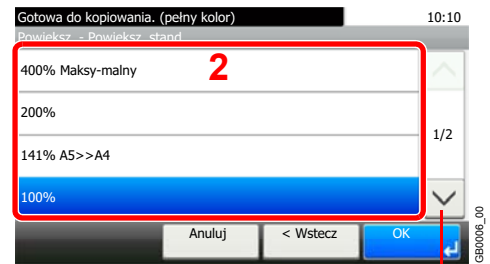 Gotowa do kopiowania. (pełny kolor) 10:10
Powiększ. - Powiększ. stand.
400% Maksy-malny
2
200%
1/2
141% A5>>A4
100%
Anuluj < Wstecz OK
GB0006_00